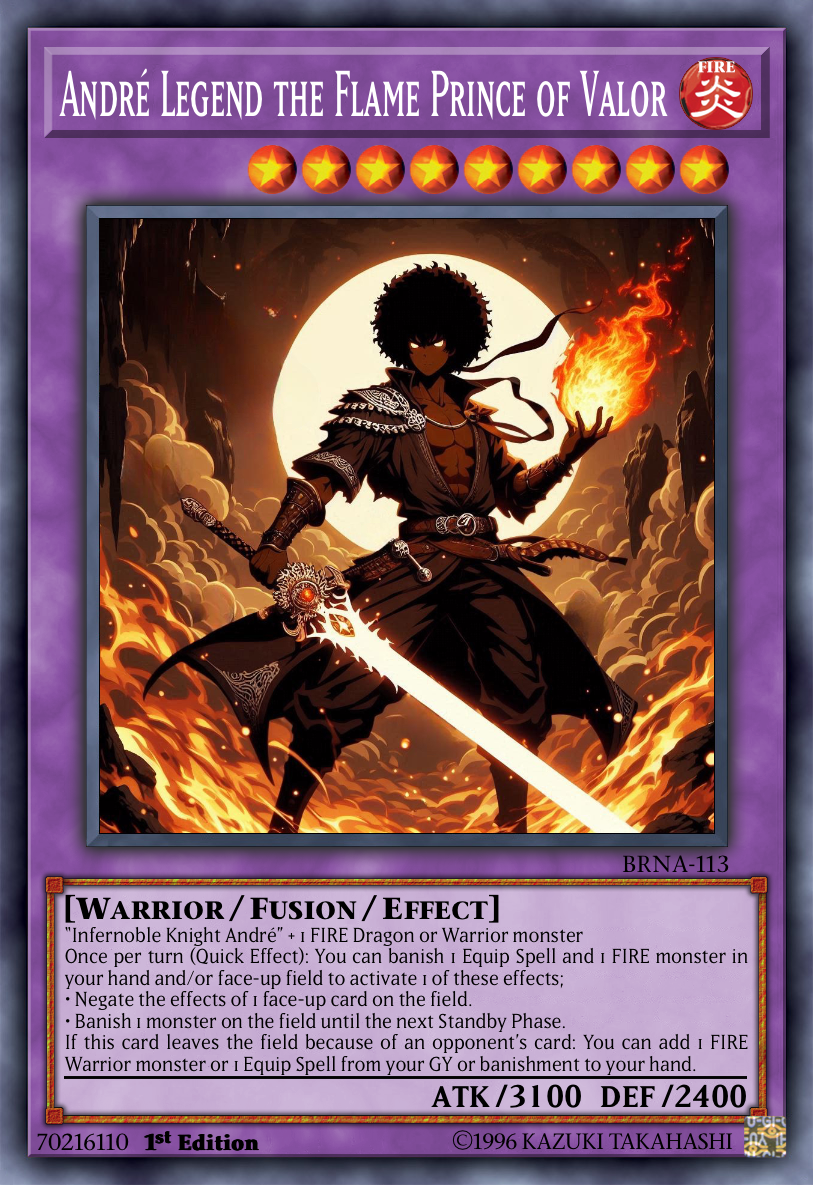 André Legend the Flame Prince of Valor
FIRE
炎
BRNA-113
[Warrior / Fusion / Effect]
“Infernoble Knight André” + 1 FIRE Dragon or Warrior monster
Once per turn (Quick Effect): You can banish 1 Equip Spell and 1 FIRE monster in
your hand and/or face-up field to activate 1 of these effects;
• Negate the effects of 1 face-up card on the field.
• Banish 1 monster on the field until the next Standby Phase.
If this card leaves the field because of an opponent's card: You can add 1 FIRE
Warrior monster or 1 Equip Spell from your GY or banishment to your hand.
ATK/3100 DEF/2400
70216110 1st Edition ©1996 KAZUKI TAKAHASHI